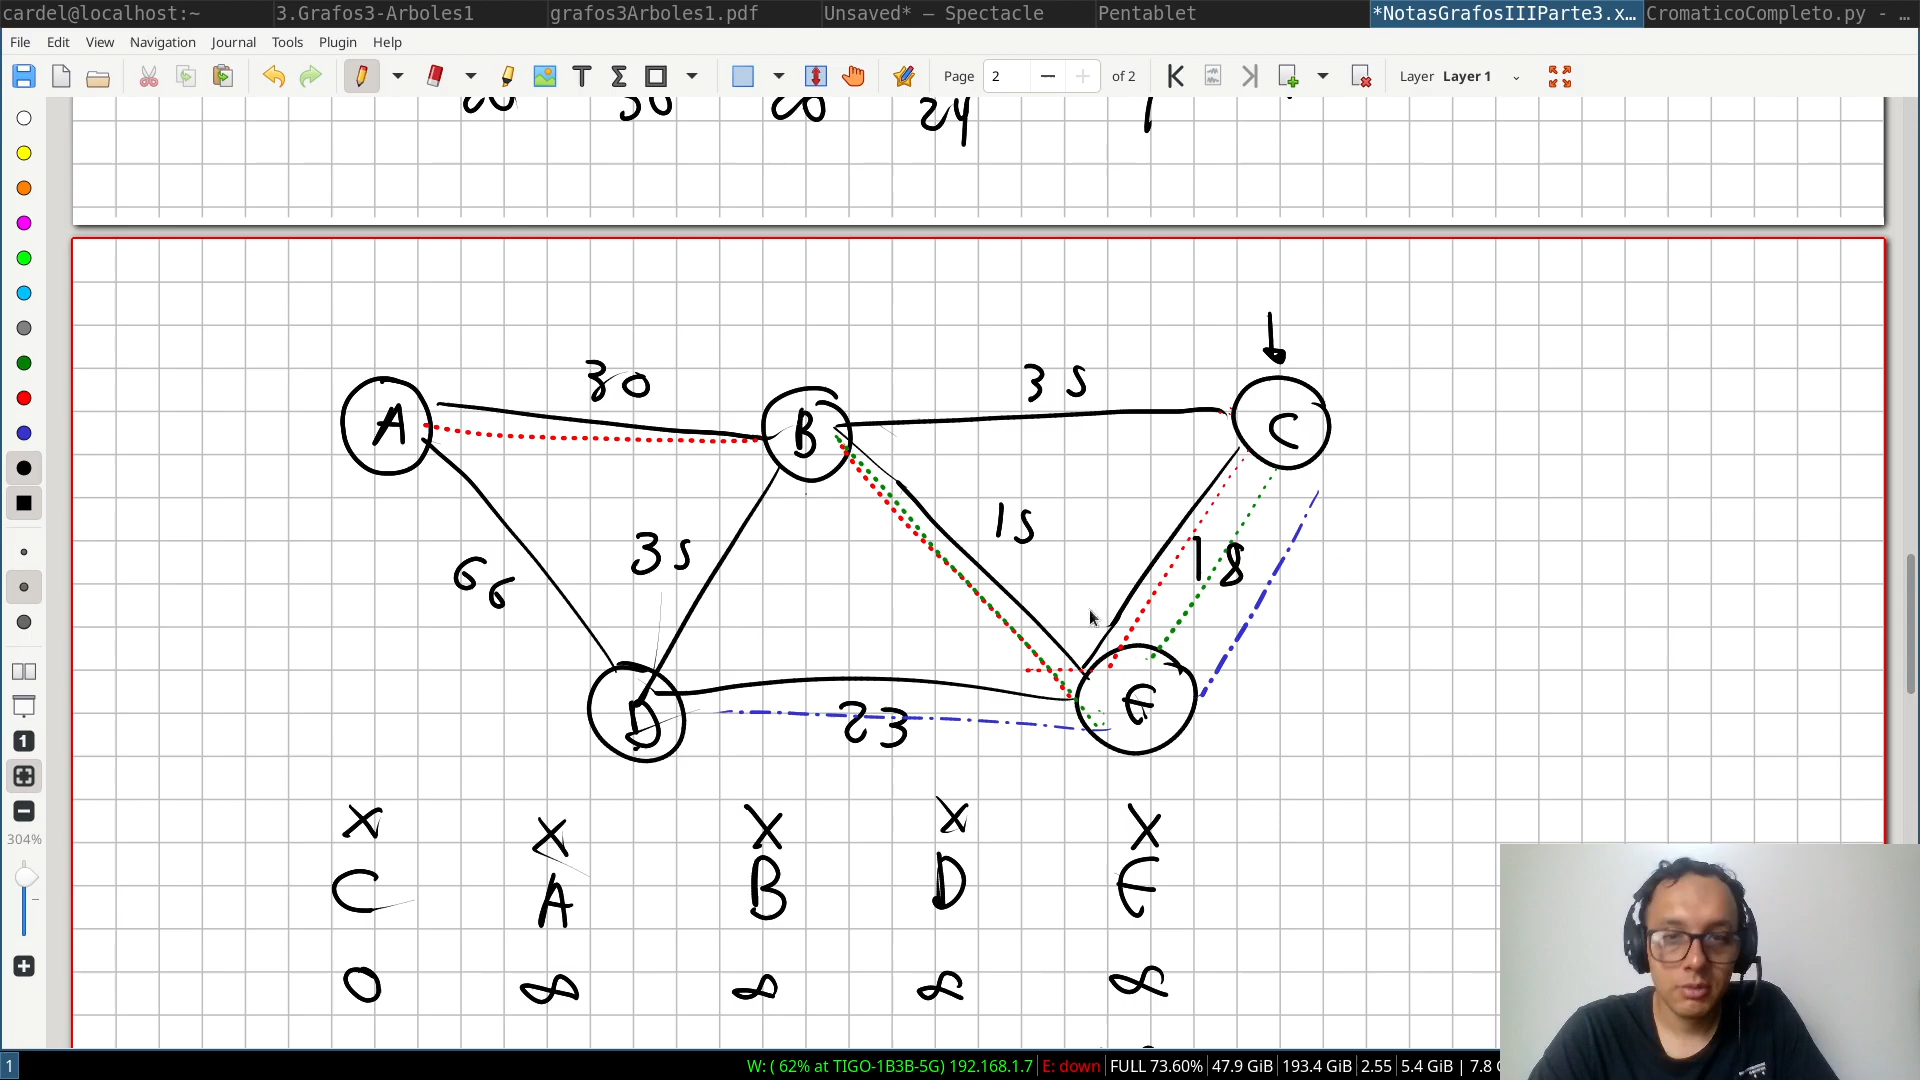 cardel@localhost:~ 3.Grafos3-Arboles1 grafos3Arboles1.pdf Unsaved* — Spectacle Pentablet *NotasGrafosIIIParte3.x… CromaticoCompleto.py - …
File Edit View Navigation Journal Tools Plugin Help
Page 2 of 2 Layer Layer 1
30 35
A B C
15
35 18
66
D E
23
1
304%
X X X X X
C A B D E
0 ∞ ∞ ∞ ∞
1 W: ( 62% at TIGO-1B3B-5G) 192.168.1.7 E: down FULL 73.60% 47.9 GiB 193.4 GiB 2.55 5.4 GiB | 7.8